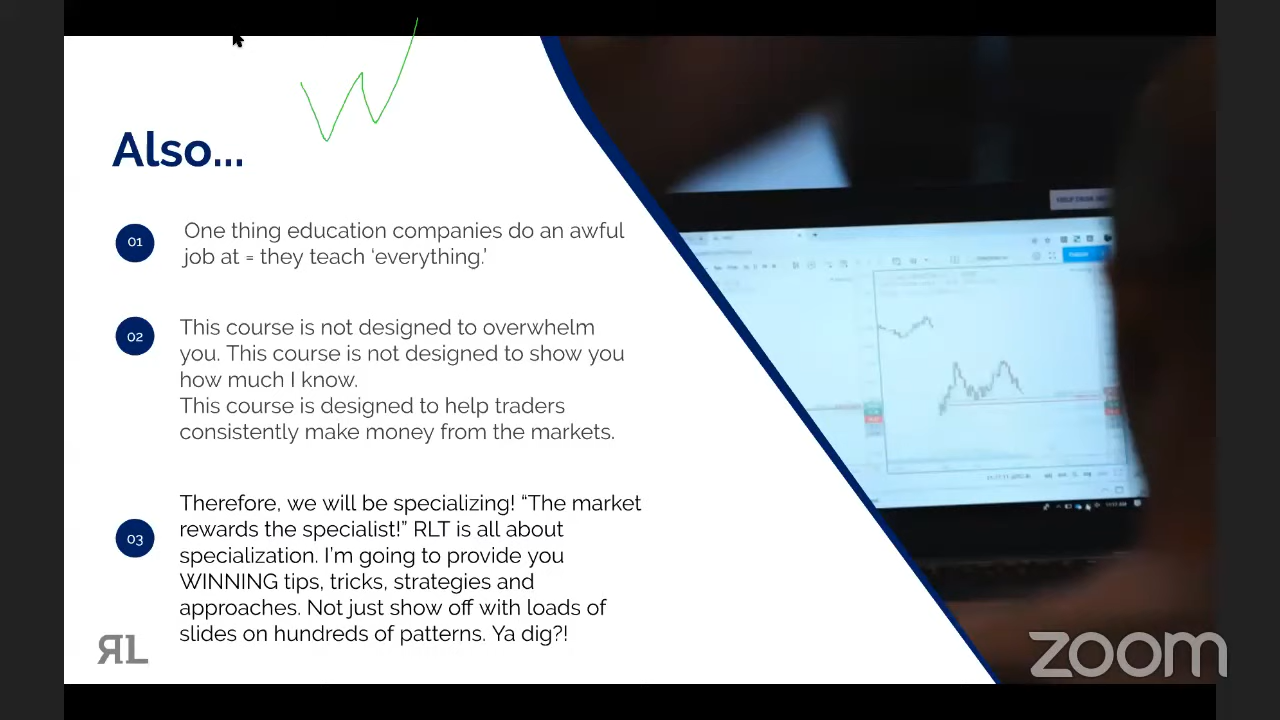 Also...
01
One thing education companies do an awful
job at = they teach ‘everything.’
02
This course is not designed to overwhelm
you. This course is not designed to show you
how much I know.
This course is designed to help traders
consistently make money from the markets.
03
Therefore, we will be specializing! “The market
rewards the specialist!” RLT is all about
specialization. I’m going to provide you
WINNING tips, tricks, strategies and
approaches. Not just show off with loads of
slides on hundreds of patterns. Ya dig?!
RL
zoom